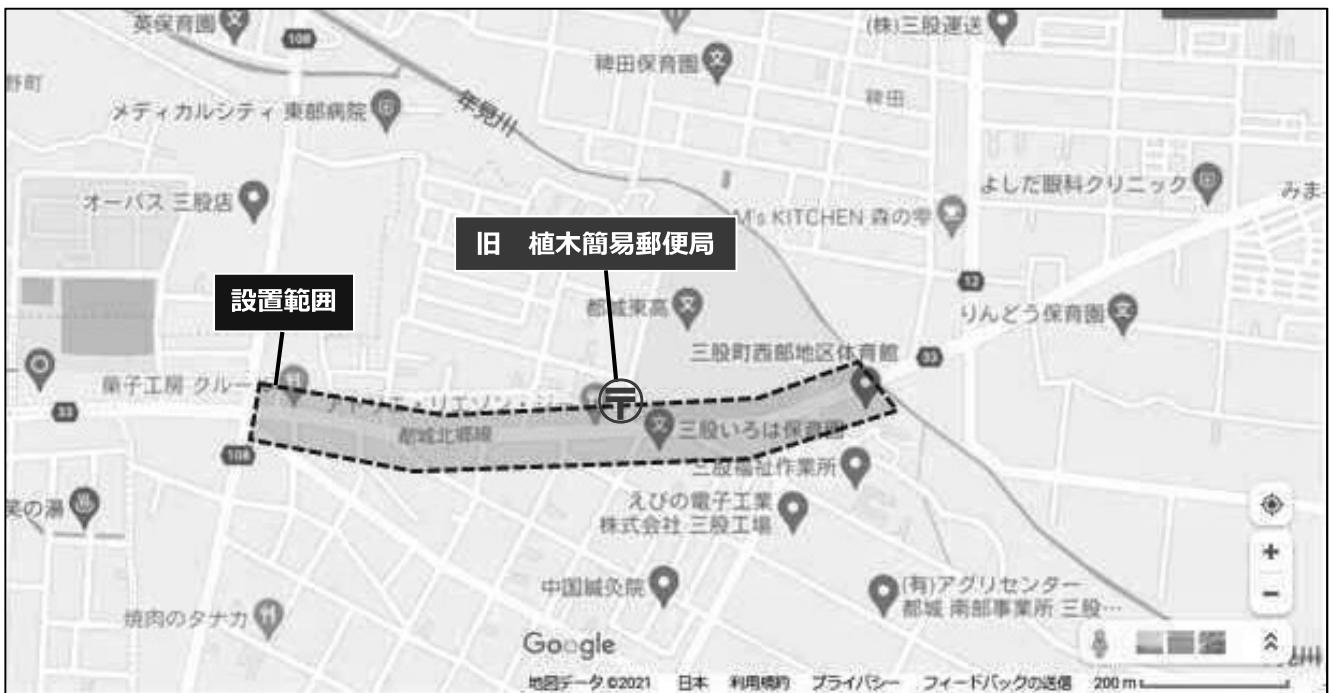 英保育園
108
(株)三股運送
稗田保育園
野町
稗田
メディカルシティ 東部病院
年見川
よしだ眼科クリニック
みま
オーパス 三股店
M's KITCHEN 森の雫
旧 植木簡易郵便局
12
設置範囲
都城東高
りんどう保育園
三股町西部地区体育館
33
菓子工房 クルー
33
都城北郷線
三股いろは保育園
108
三股福祉作業所
えびの電子工業
株式会社 三股工場
笑の湯
中国鍼灸院
(有)アグリセンター
都城 南部事業所 三股…
焼肉のタナカ
Google
地図データ ©2021 日本 利用規約 プライバシー フィードバックの送信 200 m